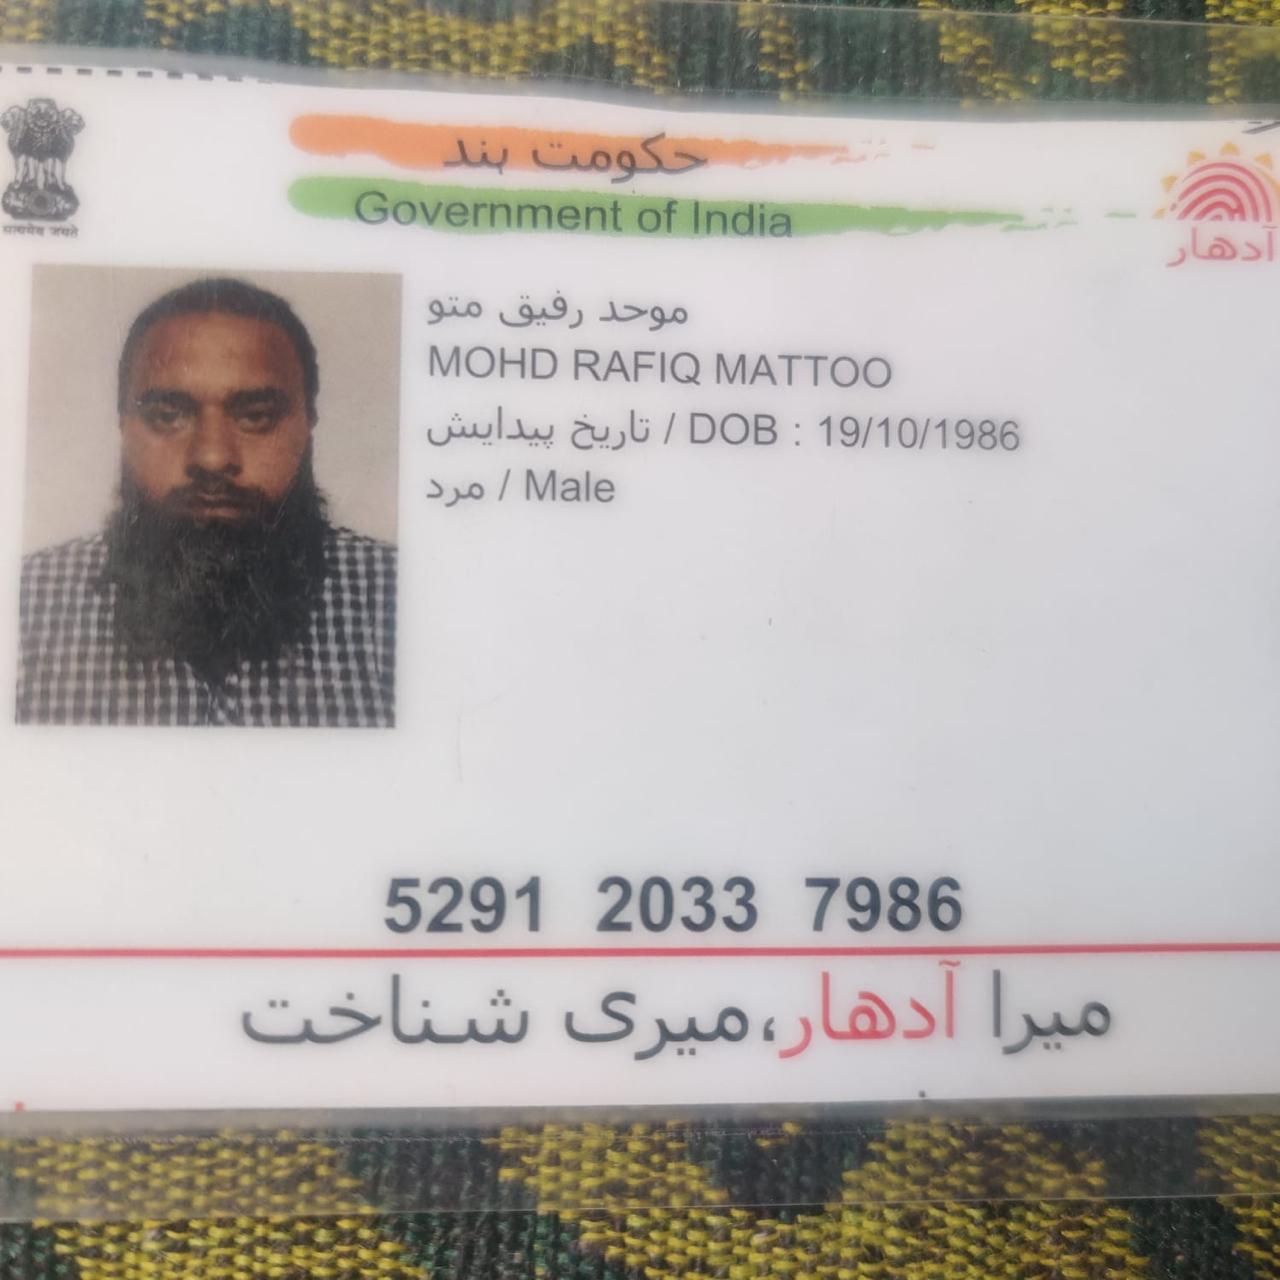 حکومت ہند
Government of India
सत्यमेव जयते
آدھار
موحد رفیق متو
MOHD RAFIQ MATTOO
تاریخ پیدایش / DOB : 19/10/1986
مرد / Male
5291 2033 7986
میرا آدھار،میری شناخت